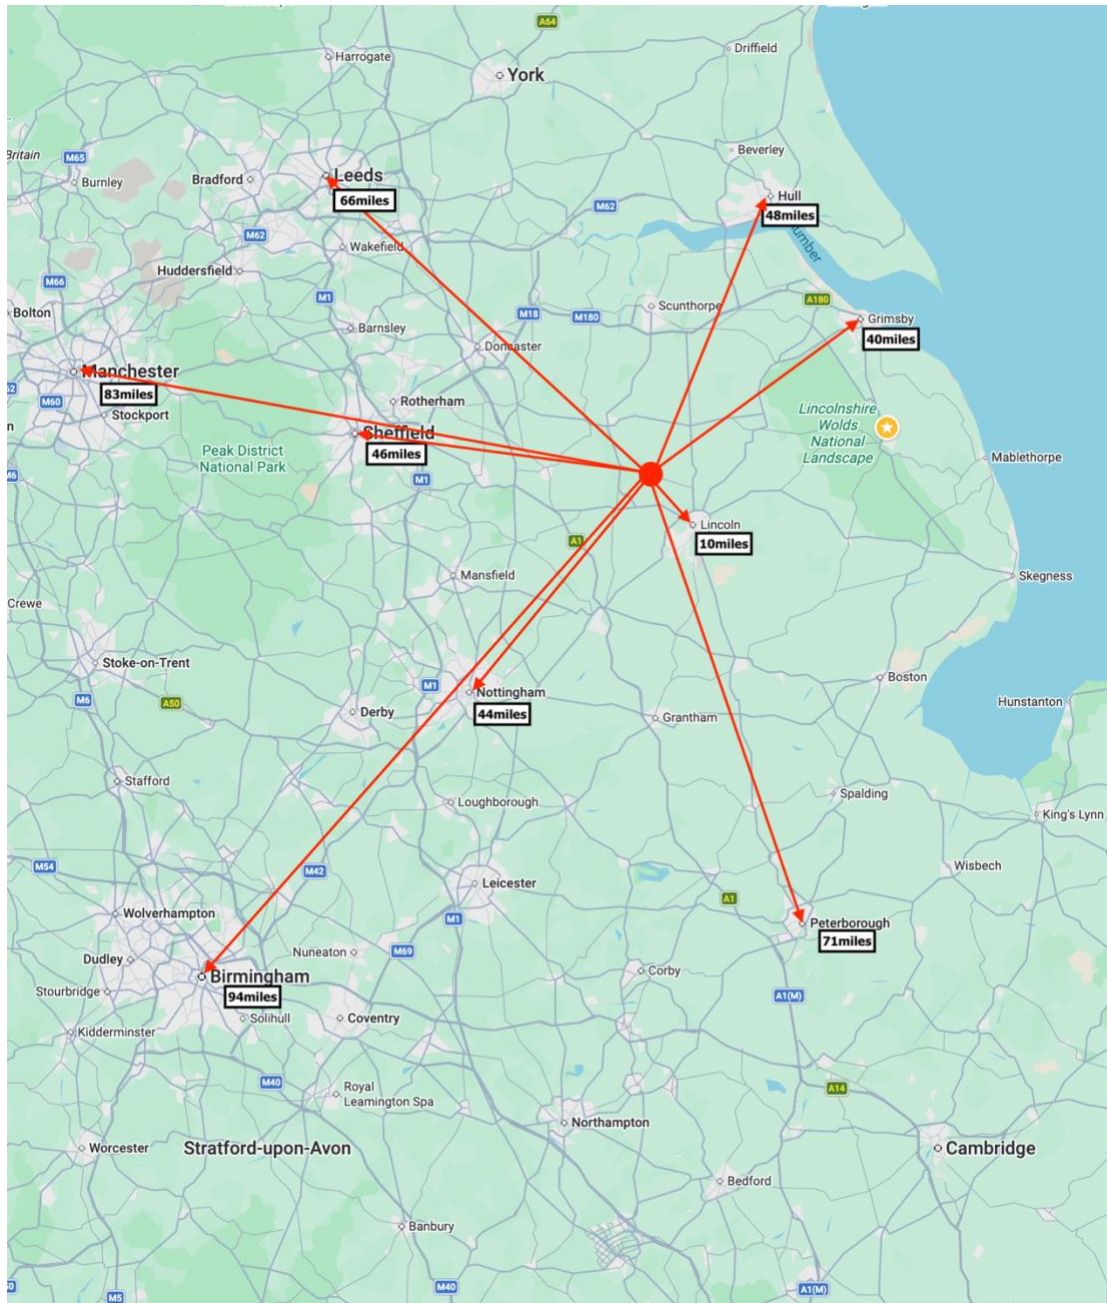 A64
Driffield
Harrogate
York
Beverley
Britain
M65
Burnley
Bradford
Leeds
66miles
Hull
48miles
M62
M62
Wakefield
umber
Huddersfield
M66
M1
Barnsley
M18
M180
Scunthorpe
A180
Grimsby
40miles
Bolton
Doncaster
Manchester
83miles
M60
Stockport
Rotherham
Lincolnshire
Wolds
National
Landscape
Sheffield
46miles
Peak District
National Park
M1
Mablethorpe
Lincoln
10miles
A1
Mansfield
Skegness
Crewe
Stoke-on-Trent
M6
A50
M1
Nottingham
44miles
Derby
Grantham
Boston
Hunstanton
Stafford
Loughborough
Spalding
King's Lynn
M54
M42
Leicester
Wisbech
A1
Wolverhampton
M1
Peterborough
71miles
Nuneaton
M69
Dudley
Birmingham
94miles
Corby
Stourbridge
A1(M)
Solihull
Coventry
Kidderminster
M40
Royal
Leamington Spa
A14
Northampton
Worcester
Stratford-upon-Avon
Cambridge
Bedford
Banbury
M40
A1(M)
M5